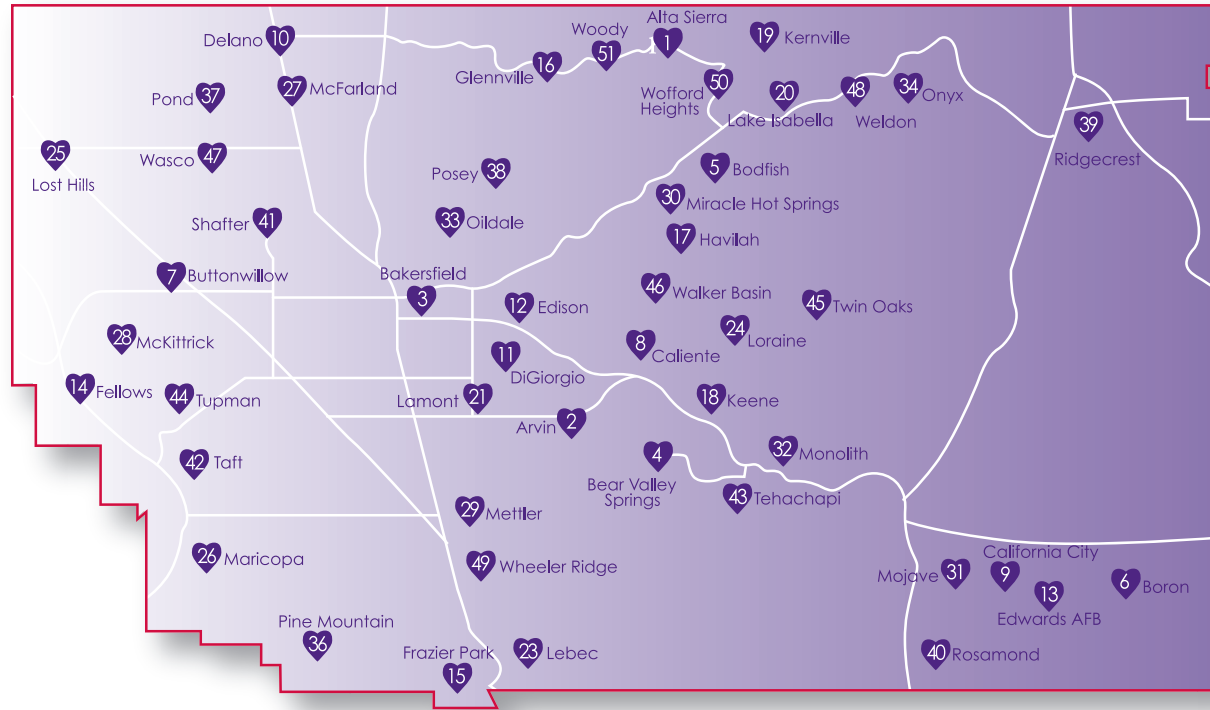 Alta Sierra
1
Woody
51
Delano 10
19 Kernville
Glennville 16
37 Pond
27 McFarland
50
Wofford
Heights
20
Lake Isabella
48
Weldon
34 Onyx
39
Ridgecrest
25
Lost Hills
Wasco 47
Posey 38
5 Bodfish
30 Miracle Hot Springs
Shafter 41
33 Oildale
17 Havilah
7 Buttonwillow
Bakersfield
3
12 Edison
46 Walker Basin
45 Twin Oaks
28 McKittrick
11
DiGiorgio
8
Caliente
24
Loraine
14 Fellows
44 Tupman
Lamont 21
18 Keene
Arvin 2
42 Taft
4
Bear Valley
Springs
32 Monolith
43 Tehachapi
29 Mettler
26 Maricopa
49 Wheeler Ridge
California City
Mojave 31
9
13
Edwards AFB
6 Boron
Pine Mountain
36
Frazier Park
15
23 Lebec
40 Rosamond